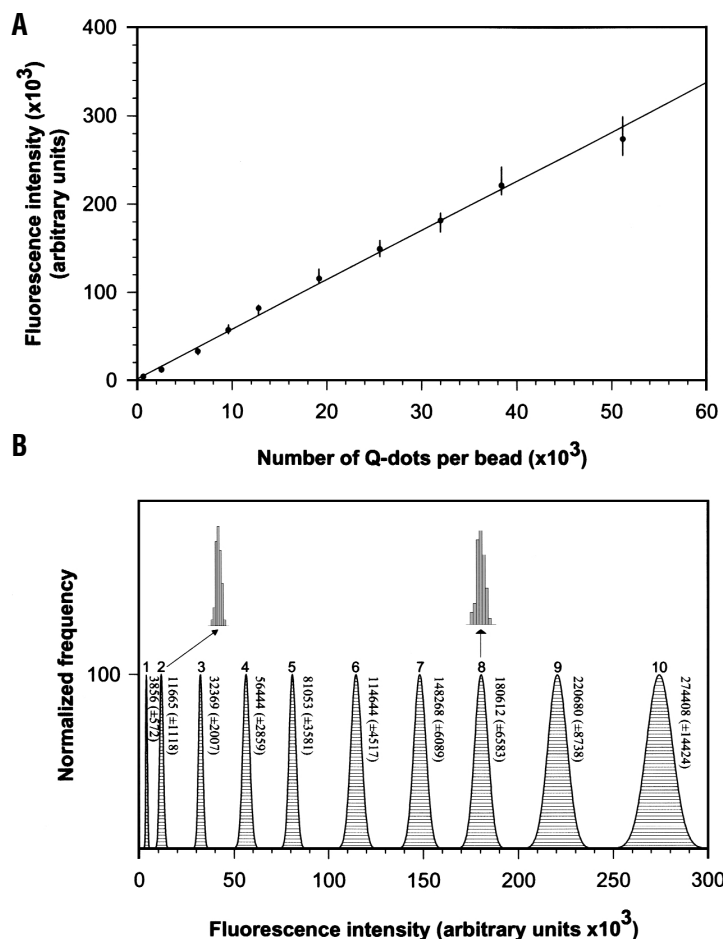 A
400
300
200
100
0
Fluorescence intensity (x10³)
(arbitrary units)
0 10 20 30 40 50 60
Number of Q-dots per bead (x10³)
B
Normalized frequency
100
1 2 3 4 5 6 7 8 9 10
3856 (±572)
11665 (±1118)
32369 (±2007)
56444 (±2859)
81053 (±3581)
114644 (±4517)
148268 (±6089)
180612 (±6583)
220680 (±8738)
274408 (±14424)
0 50 100 150 200 250 300
Fluorescence intensity (arbitrary units x10³)